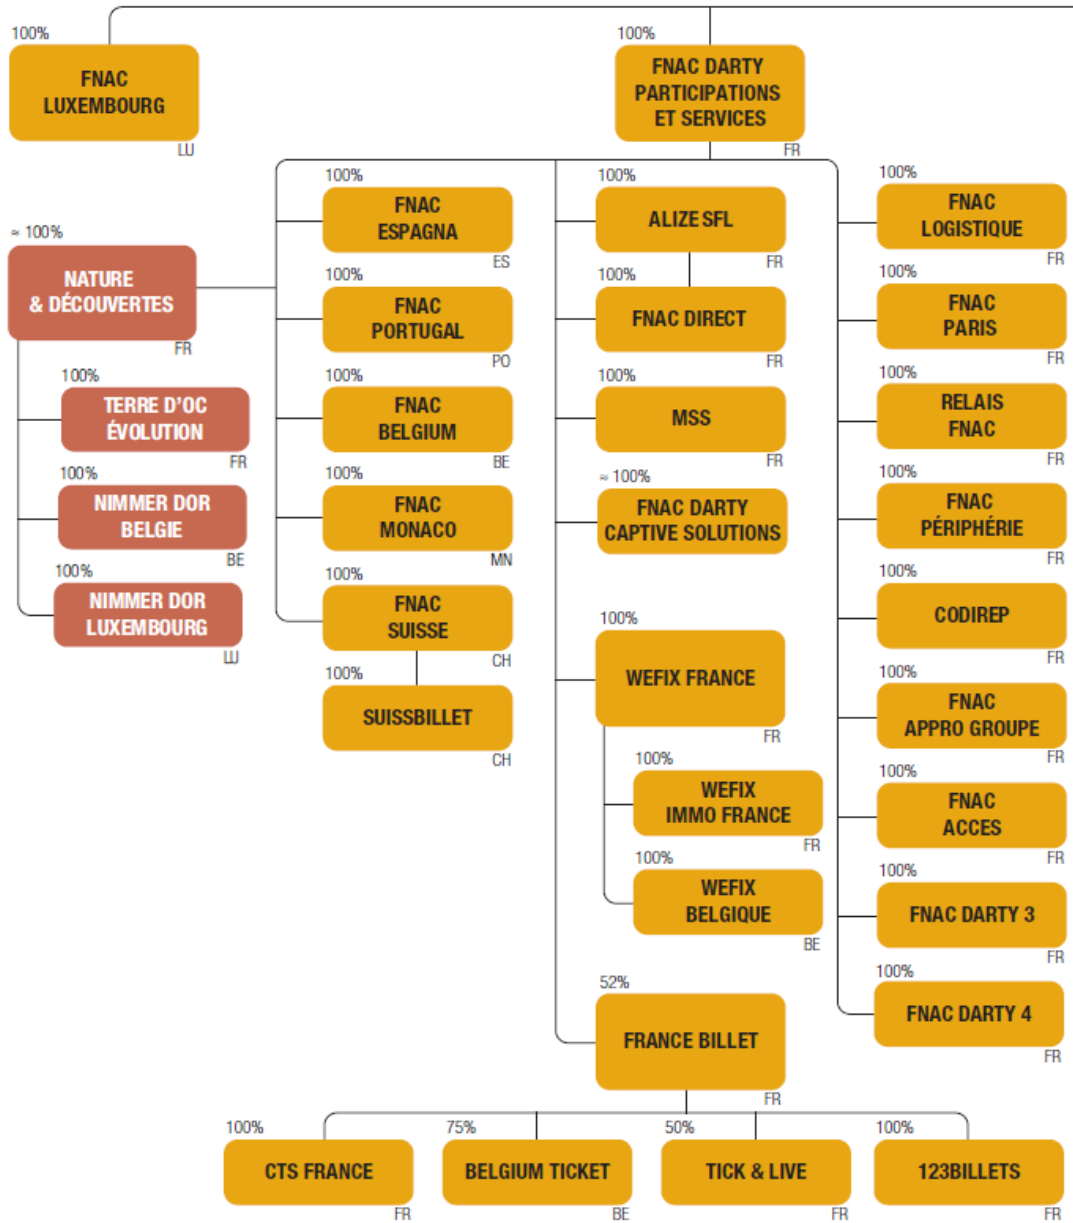 100%
FNAC
LUXEMBOURG
LU
100%
FNAC DARTY
PARTICIPATIONS
ET SERVICES
FR
≈ 100%
NATURE
& DÉCOUVERTES
FR
100%
TERRE D'OC
ÉVOLUTION
FR
100%
NIMMER DOR
BELGIE
BE
100%
NIMMER DOR
LUXEMBOURG
LU
100%
FNAC
ESPAGNA
ES
100%
FNAC
PORTUGAL
PO
100%
FNAC
BELGIUM
BE
100%
FNAC
MONACO
MN
100%
FNAC
SUISSE
CH
100%
SUISSBILLET
CH
100%
ALIZE SFL
FR
100%
FNAC DIRECT
FR
100%
MSS
FR
≈ 100%
FNAC DARTY
CAPTIVE SOLUTIONS
100%
WEFIX FRANCE
FR
100%
WEFIX
IMMO FRANCE
FR
100%
WEFIX
BELGIQUE
BE
52%
FRANCE BILLET
FR
100%
FNAC
LOGISTIQUE
FR
100%
FNAC
PARIS
FR
100%
RELAIS
FNAC
FR
100%
FNAC
PÉRIPHÉRIE
FR
100%
CODIREP
FR
100%
FNAC
APPRO GROUPE
FR
100%
FNAC
ACCES
FR
100%
FNAC DARTY 3
FR
100%
FNAC DARTY 4
FR
100%
CTS FRANCE
FR
75%
BELGIUM TICKET
BE
50%
TICK & LIVE
FR
100%
123BILLETS
FR